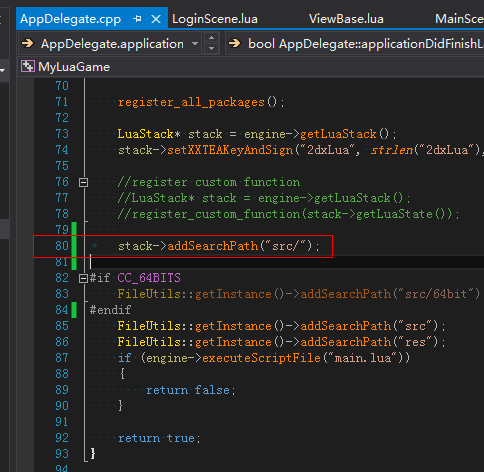 AppDelegate.cpp LoginScene.lua ViewBase.lua MainSce
AppDelegate.application bool AppDelegate::applicationDidFinishL
MyLuaGame
70
71 register_all_packages();
72
73 LuaStack* stack = engine->getLuaStack();
74 stack->setXXTEAKeyAndSign("2dxLua", strlen("2dxLua"),
75
76 //register custom function
77 //LuaStack* stack = engine->getLuaStack();
78 //register_custom_function(stack->getLuaState());
79
80 stack->addSearchPath("src/");
81
82 #if CC_64BITS
83 FileUtils::getInstance()->addSearchPath("src/64bit")
84 #endif
85 FileUtils::getInstance()->addSearchPath("src");
86 FileUtils::getInstance()->addSearchPath("res");
87 if (engine->executeScriptFile("main.lua"))
88 {
89 return false;
90 }
91
92 return true;
93 }
94